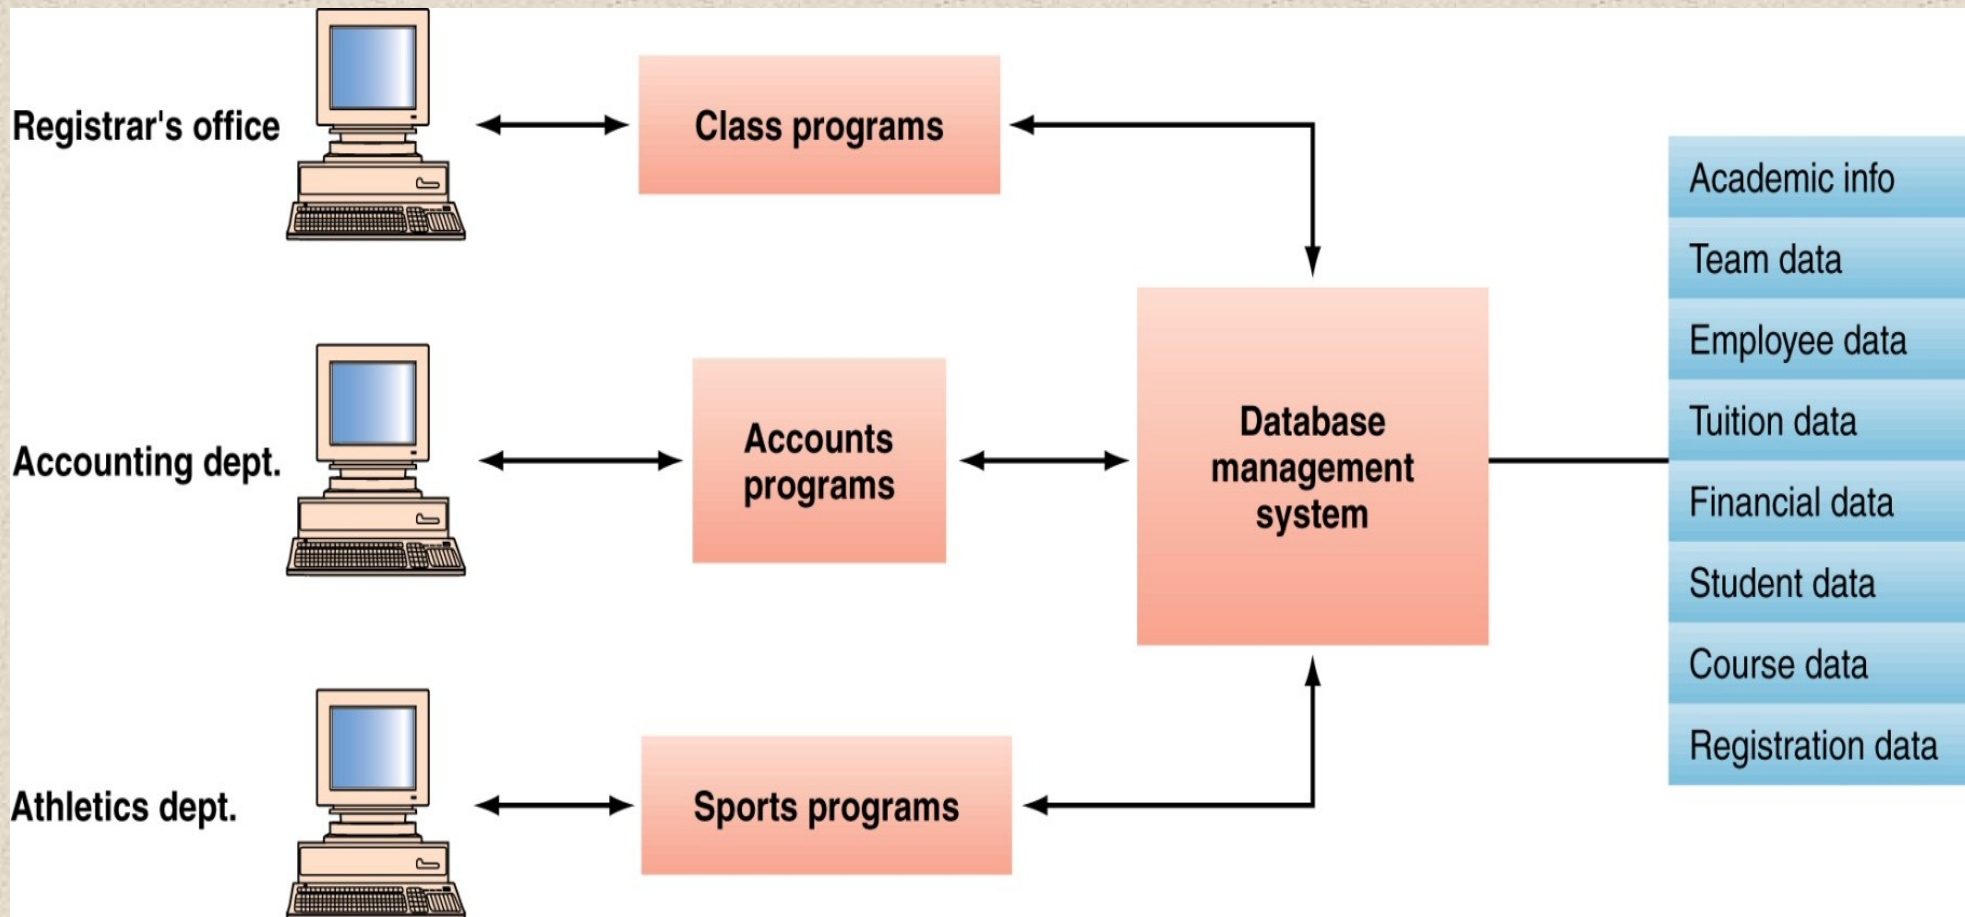 Registrar's office
Class programs
Accounting dept.
Accounts
programs
Athletics dept.
Sports programs
Database
management
system
Academic info
Team data
Employee data
Tuition data
Financial data
Student data
Course data
Registration data